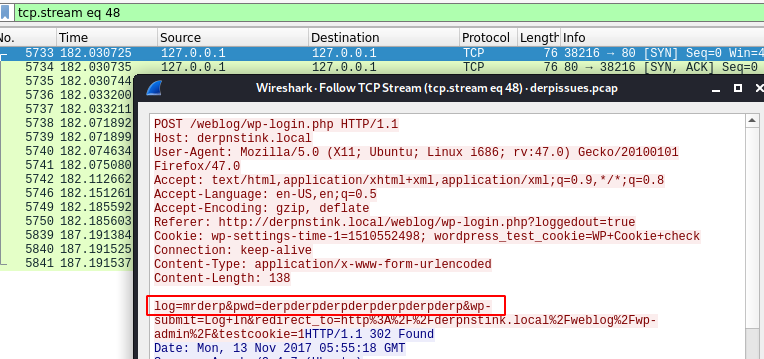 tcp.stream eq 48
No. Time Source Destination Protocol Length Info
5733 182.030725 127.0.0.1 127.0.0.1 TCP 76 38216 → 80 [SYN] Seq=0 Win=4
5734 182.030735 127.0.0.1 127.0.0.1 TCP 76 80 → 38216 [SYN, ACK] Seq=0
5735 182.030744
5736 182.033200
5737 182.033211
5738 182.071892
5739 182.071899
5740 182.074634
5741 182.075080
5742 182.112662
5746 182.151261
5749 182.185592
5750 182.185603
5839 187.191384
5840 187.191525
5841 187.191537
Wireshark · Follow TCP Stream (tcp.stream eq 48) · derpissues.pcap
POST /weblog/wp-login.php HTTP/1.1
Host: derpnstink.local
User-Agent: Mozilla/5.0 (X11; Ubuntu; Linux i686; rv:47.0) Gecko/20100101
Firefox/47.0
Accept: text/html,application/xhtml+xml,application/xml;q=0.9,*/*;q=0.8
Accept-Language: en-US,en;q=0.5
Accept-Encoding: gzip, deflate
Referer: http://derpnstink.local/weblog/wp-login.php?loggedout=true
Cookie: wp-settings-time-1=1510552498; wordpress_test_cookie=WP+Cookie+check
Connection: keep-alive
Content-Type: application/x-www-form-urlencoded
Content-Length: 138
log=mrderp&pwd=derpderpderpderpderpderpderp&wp-
submit=Log+In&redirect_to=http%3A%2F%2Fderpnstink.local%2Fweblog%2Fwp-
admin%2F&testcookie=1HTTP/1.1 302 Found
Date: Mon, 13 Nov 2017 05:55:18 GMT